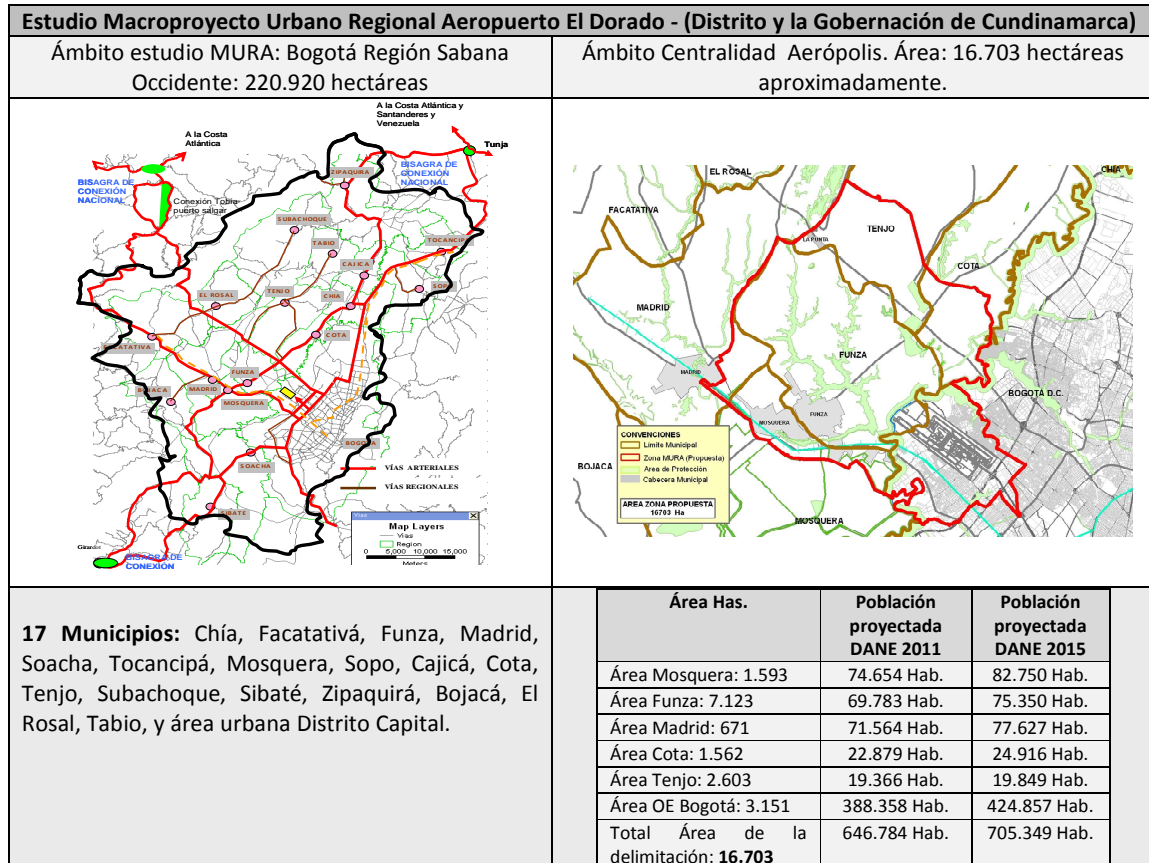 Estudio Macroproyecto Urbano Regional Aeropuerto El Dorado - (Distrito y la Gobernación de Cundinamarca)
Ámbito estudio MURA: Bogotá Región Sabana
Occidente: 220.920 hectáreas
Ámbito Centralidad Aerópolis. Área: 16.703 hectáreas
aproximadamente.
A la Costa Atlántica y
Santanderes y
Venezuela
A la Costa
Atlántica
Tunja
BISAGRA DE
CONEXIÓN
NACIONAL
ZIPAQUIRA
BISAGRA DE
CONEXIÓN
NACIONAL
Conexión Tobia-
puerto salgar
SUBACHOQUE
TABIO
TOCANCIP
CAJICA
SOP
EL ROSAL
TENJO
CHIA
COTA
FACATATIVA
FUNZA
BOJACA
MADRID
MOSQUERA
BOGOTA
SOACHA
VÍAS ARTERIALES
VÍAS REGIONALES
SIBATE
Vias
Map Layers
Vias
Region
0 5,000 10,000 15,000
Meters
Girardot
BISAGRA DE
CONEXIÓN
EL ROSAL
CHIA
FACATATIVA
TENJO
LA PUNTA
COTA
MADRID
FUNZA
MADRID
BOGOTA D.C.
MOSQUERA
FUNZA
CONVENCIONES
Limite Municipal
Zona MURA (Propuesta)
Area de Protección
Cabecera Municipal
AREA ZONA PROPUESTA
16703 Ha
BOJACA
MOSQUERA
17 Municipios: Chía, Facatativá, Funza, Madrid,
Soacha, Tocancipá, Mosquera, Sopo, Cajicá, Cota,
Tenjo, Subachoque, Sibaté, Zipaquirá, Bojacá, El
Rosal, Tabio, y área urbana Distrito Capital.
Área Has.
Población
proyectada
DANE 2011
Población
proyectada
DANE 2015
Área Mosquera: 1.593 74.654 Hab. 82.750 Hab.
Área Funza: 7.123 69.783 Hab. 75.350 Hab.
Área Madrid: 671 71.564 Hab. 77.627 Hab.
Área Cota: 1.562 22.879 Hab. 24.916 Hab.
Área Tenjo: 2.603 19.366 Hab. 19.849 Hab.
Área OE Bogotá: 3.151 388.358 Hab. 424.857 Hab.
Total Área de la 646.784 Hab. 705.349 Hab.
delimitación: 16.703